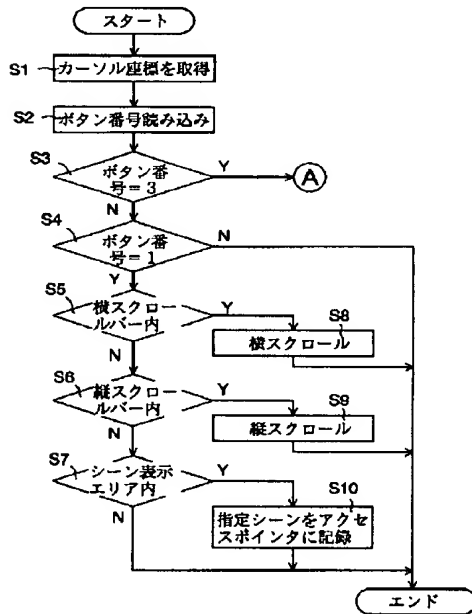 スタート
S1
カーソル座標を取得
S2
ボタン番号読み込み
S3
ボタン番
号=3
Y
A
N
S4
ボタン番
号=1
N
Y
S5
横スクロー
ルバー内
Y
S8
横スクロール
N
S6
縦スクロー
ルバー内
Y
S9
縦スクロール
N
S7
シーン表示
エリア内
Y
S10
指定シーンをアクセ
スポインタに記録
N
エンド